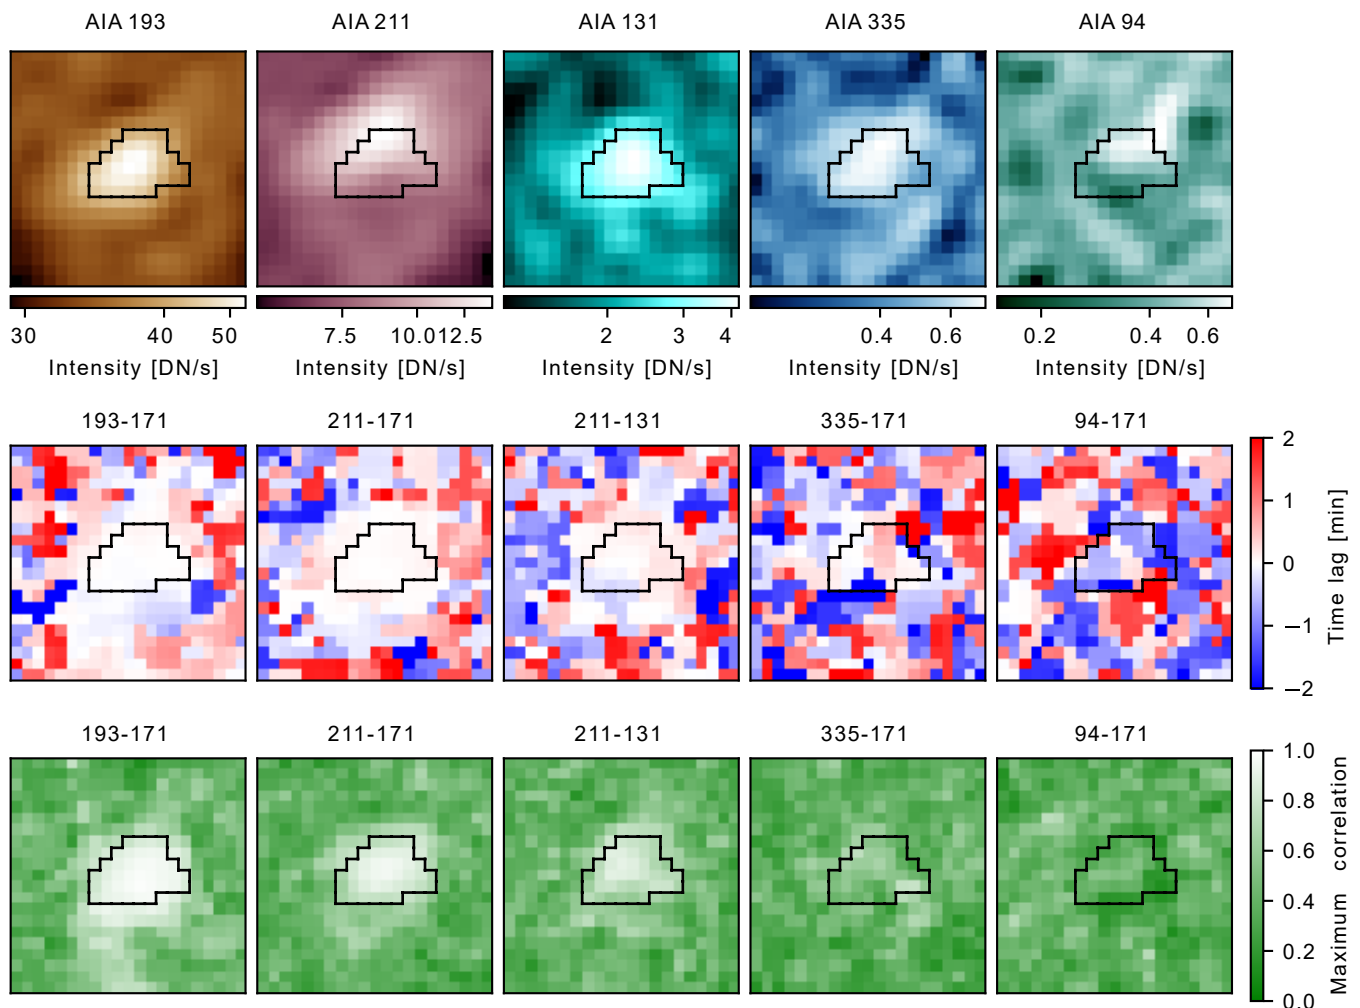 AIA 193 AIA 211 AIA 131 AIA 335 AIA 94
30 40 50 7.5 10.0 12.5 2 3 4 0.4 0.6 0.2 0.4 0.6
Intensity [DN/s] Intensity [DN/s] Intensity [DN/s] Intensity [DN/s] Intensity [DN/s]
193-171 211-171 211-131 335-171 94-171
2
1
0
−1
−2
Time lag [min]
193-171 211-171 211-131 335-171 94-171
1.0
0.8
0.6
0.4
0.2
0.0
Maximum correlation